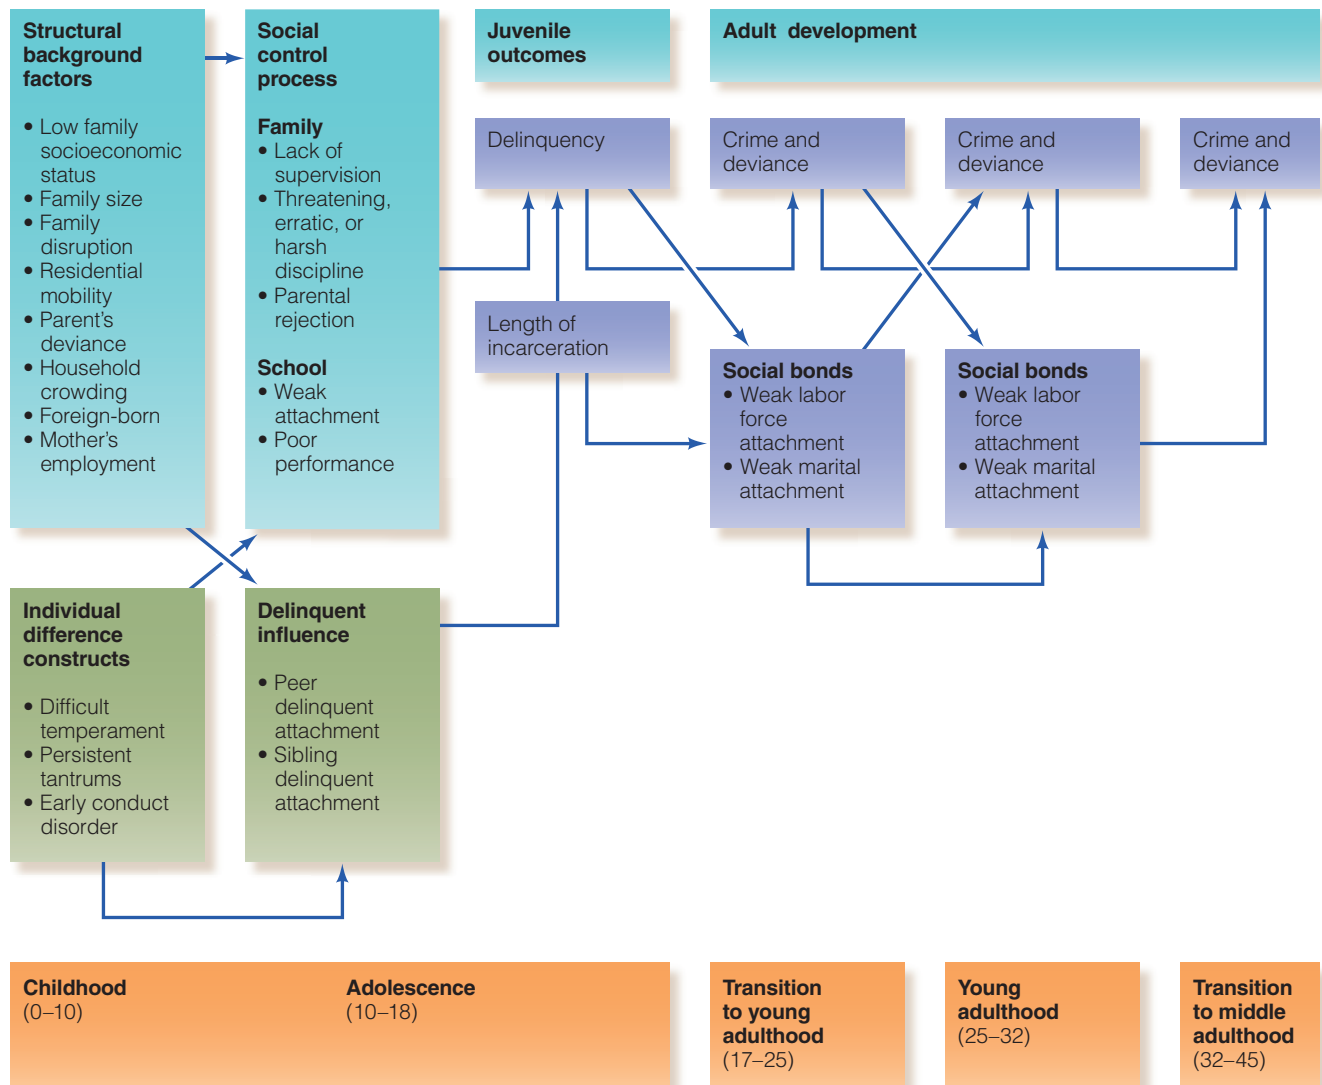 Structural
background
factors
• Low family
socioeconomic
status
• Family size
• Family
disruption
• Residential
mobility
• Parent's
deviance
• Household
crowding
• Foreign-born
• Mother's
employment
Social
control
process
Family
• Lack of
supervision
• Threatening,
erratic, or
harsh
discipline
• Parental
rejection
School
• Weak
attachment
• Poor
performance
Juvenile
outcomes
Adult development
Delinquency
Crime and
deviance
Crime and
deviance
Crime and
deviance
Length of
incarceration
Social bonds
• Weak labor
force
attachment
• Weak marital
attachment
Social bonds
• Weak labor
force
attachment
• Weak marital
attachment
Individual
difference
constructs
• Difficult
temperament
• Persistent
tantrums
• Early conduct
disorder
Delinquent
influence
• Peer
delinquent
attachment
• Sibling
delinquent
attachment
Childhood
(0–10)
Adolescence
(10–18)
Transition
to young
adulthood
(17–25)
Young
adulthood
(25–32)
Transition
to middle
adulthood
(32–45)